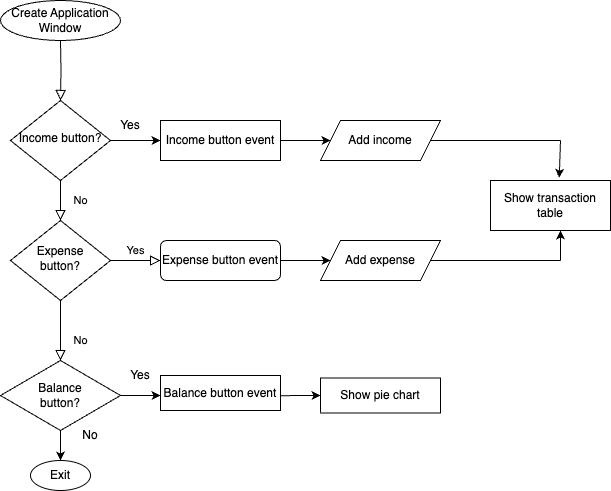 Create Application
Window
Income button?
Yes
Income button event
Add income
No
Show transaction
table
Expense
button?
Yes
Expense button event
Add expense
No
Balance
button?
Yes
Balance button event
Show pie chart
No
Exit